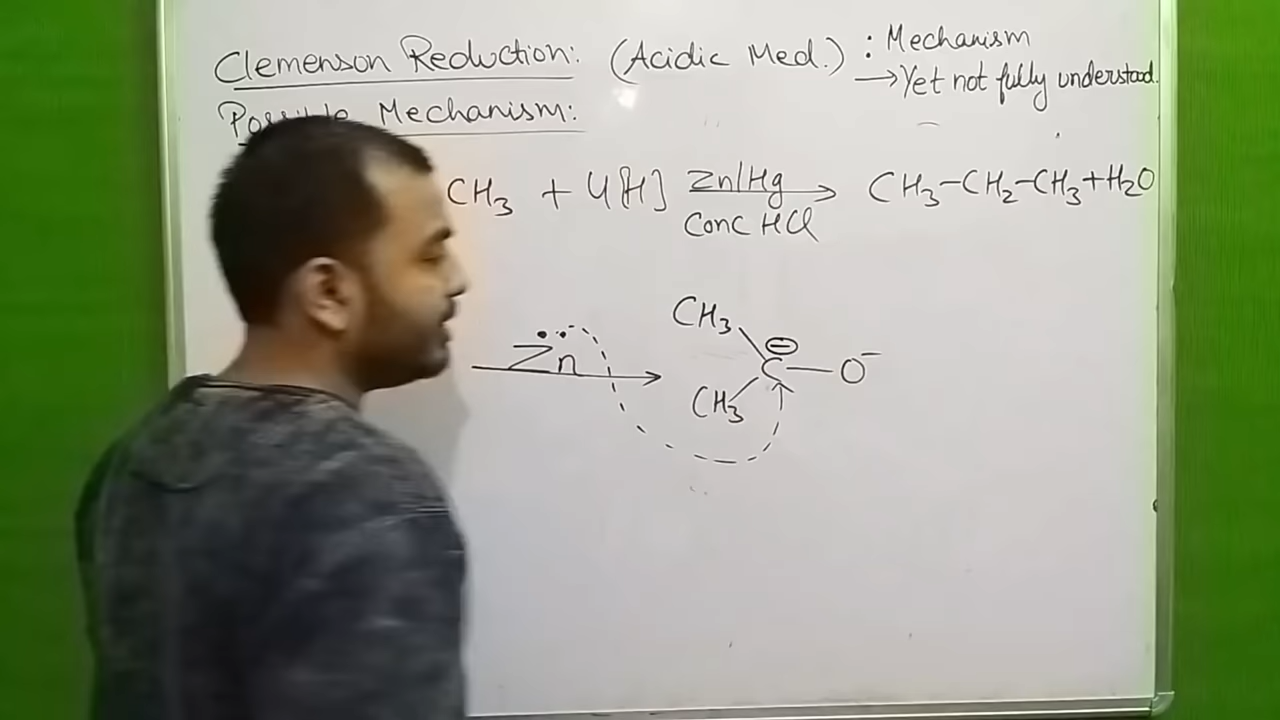 Clemenson Reduction: (Acidic Med.) : Mechanism
→ Yet not fully understood.
Possible Mechanism:
CH₃ + 4[H] Zn/Hg → CH₃-CH₂-CH₃ + H₂O
Conc HCl
CH₃
Zn → C⊖—O⁻
CH₃